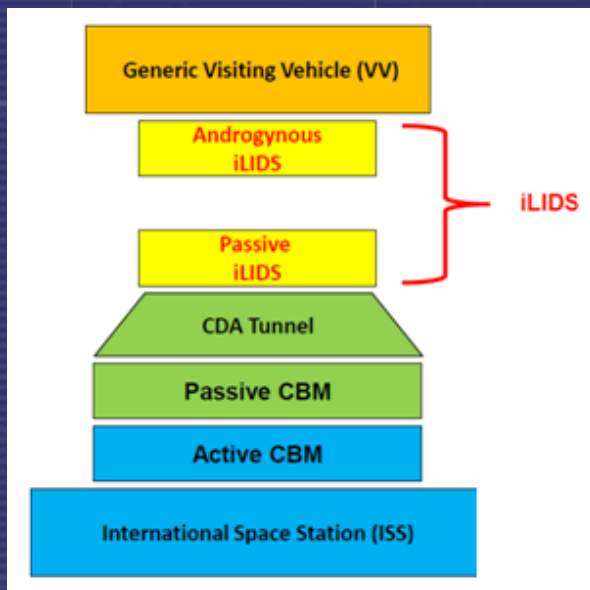 Generic Visiting Vehicle (VV)
Androgynous
iLIDS
iLIDS
Passive
iLIDS
CDA Tunnel
Passive CBM
Active CBM
International Space Station (ISS)